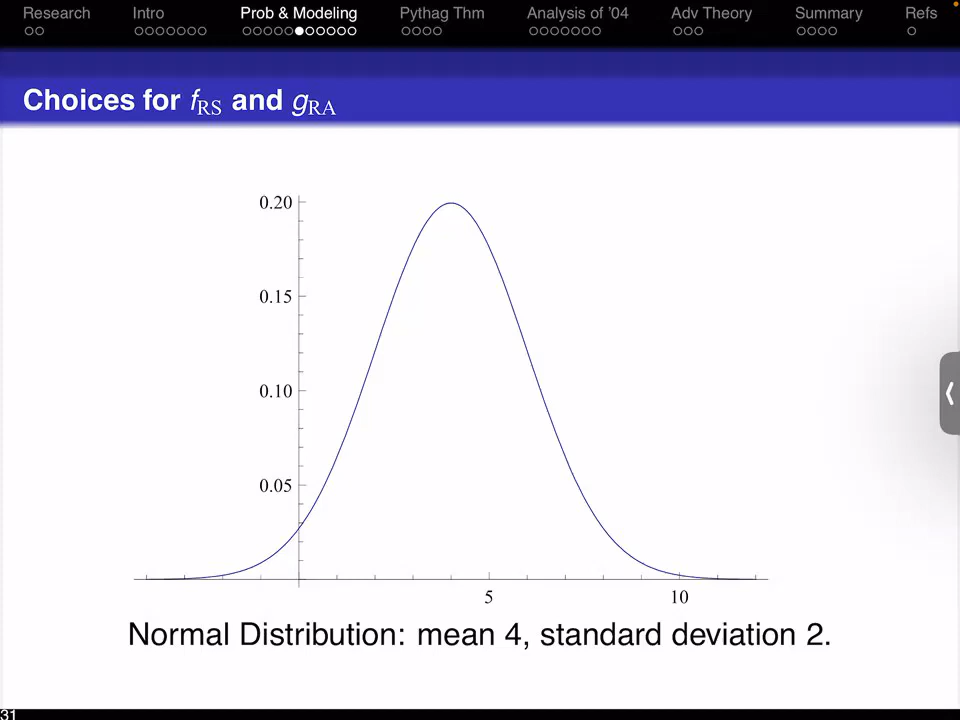 Research Intro Prob & Modeling Pythag Thm Analysis of ’04 Adv Theory Summary Refs
Choices for fRS and gRA
0.20
0.15
0.10
0.05
5 10
Normal Distribution: mean 4, standard deviation 2.
31